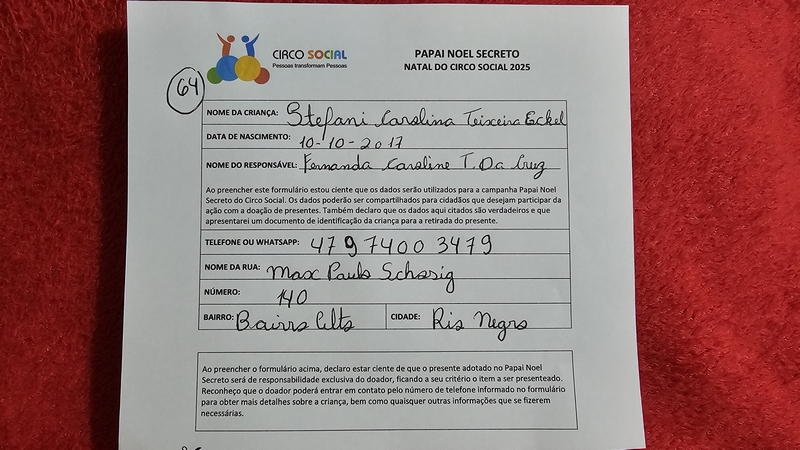 CIRCO SOCIAL
Pessoas transformam Pessoas
PAPAI NOEL SECRETO
NATAL DO CIRCO SOCIAL 2025
64
NOME DA CRIANÇA: Stefani Carolina Teixeira Eckel
DATA DE NASCIMENTO: 10-10-2017
NOME DO RESPONSÁVEL: Fernanda Caroline T. Da Cruz
Ao preencher este formulário estou ciente que os dados serão utilizados para a campanha Papai Noel
Secreto do Circo Social. Os dados poderão ser compartilhados para cidadãos que desejam participar da
ação com a doação de presentes. Também declaro que os dados aqui citados são verdadeiros e que
apresentarei um documento de identificação da criança para a retirada do presente.
TELEFONE OU WHATSAPP: 47 9 7400 3479
NOME DA RUA: Max Paulo Schosig
NÚMERO: 140
BAIRRO: Bairro Alto CIDADE: Rio Negro
Ao preencher o formulário acima, declaro estar ciente de que o presente adotado no Papai Noel
Secreto será de responsabilidade exclusiva do doador, ficando a seu critério o item a ser presenteado.
Reconheço que o doador poderá entrar em contato pelo número de telefone informado no formulário
para obter mais detalhes sobre a criança, bem como quaisquer outras informações que se fizerem
necessárias.